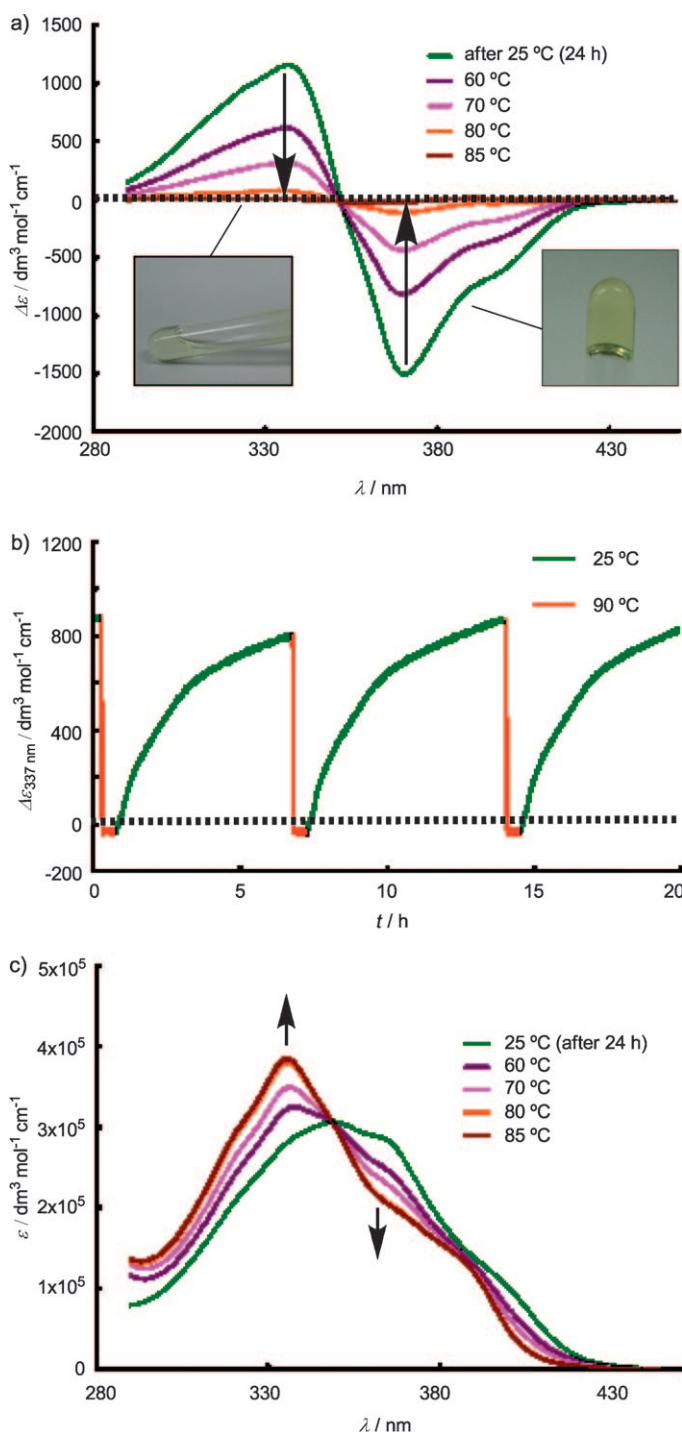 a)
after 25 ºC (24 h)
60 ºC
70 ºC
80 ºC
85 ºC
1500
1000
500
0
-500
-1000
-1500
-2000
Δε / dm³ mol⁻¹ cm⁻¹
280 330 380 430
λ / nm
b)
25 ºC
90 ºC
1200
800
400
0
-200
Δε337 nm / dm³ mol⁻¹ cm⁻¹
0 5 10 15 20
t / h
c)
25 ºC (after 24 h)
60 ºC
70 ºC
80 ºC
85 ºC
5x10⁵
4x10⁵
3x10⁵
2x10⁵
1x10⁵
0
ε / dm³ mol⁻¹ cm⁻¹
280 330 380 430
λ / nm